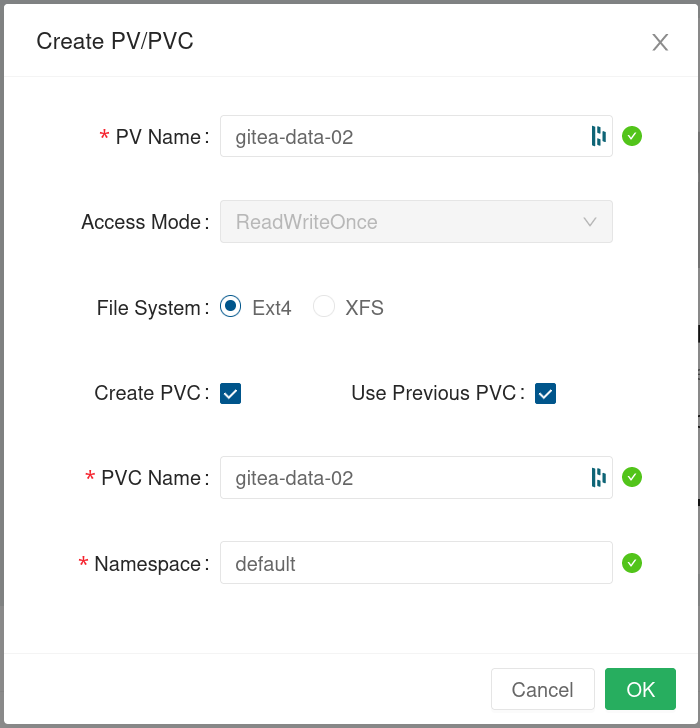 Create PV/PVC
* PV Name: gitea-data-02
Access Mode: ReadWriteOnce
File System: Ext4 XFS
Create PVC: Use Previous PVC:
* PVC Name: gitea-data-02
* Namespace: default
Cancel OK